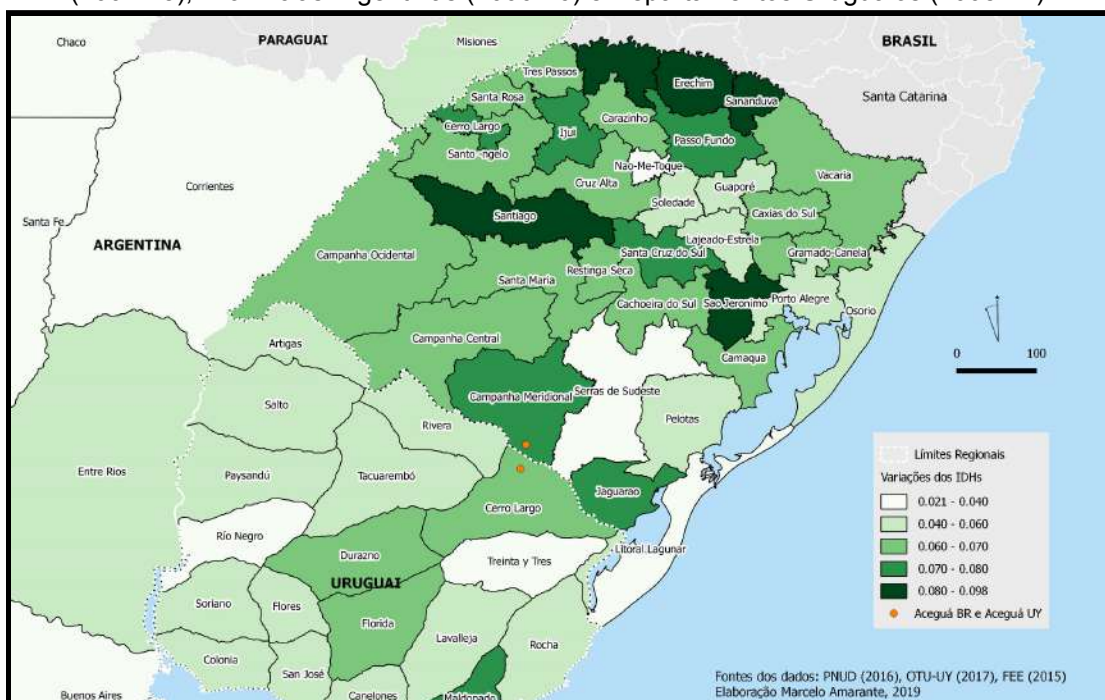 Chaco
PARAGUAI
Misiones
BRASIL
Santa Catarina
Tres Passos
Erechim
Sananduva
Santa Rosa
Carazinho
Cerro Largo
Ijui
Passo Fundo
Santo -ngelo
Nao-Me-Toque
Vacaria
Corrientes
Cruz Alta
Guaporé
Soledade
Caxias do Sul
Santa Fe
Santiago
ARGENTINA
Lajeado-Estrela
Campanha Ocidental
Santa Cruz do Sul
Gramado-Canela
Restinga Seca
Santa Maria
Porto Alegre
Cachoeira do Sul
Sao Jeronimo
Osorio
Campanha Central
Artigas
Camaqua
0 100
Campanha Meridional
Serras de Sudeste
Salto
Rivera
Pelotas
Entre Rios
Paysandú
Tacuarembó
Cerro Largo
Jaguarao
Río Negro
Durazno
Treinta y Tres
Litoral Lagunar
URUGUAI
Soriano
Flores
Florida
Lavalleja
Rocha
Colonia
San José
Canelones
Maldonado
Buenos Aires
Límites Regionais
Variações dos IDHs
0.021 - 0.040
0.040 - 0.060
0.060 - 0.070
0.070 - 0.080
0.080 - 0.098
Aceguá BR e Aceguá UY
Fontes dos dados: PNUD (2016), OTU-UY (2017), FEE (2015)
Elaboração Marcelo Amarante, 2019